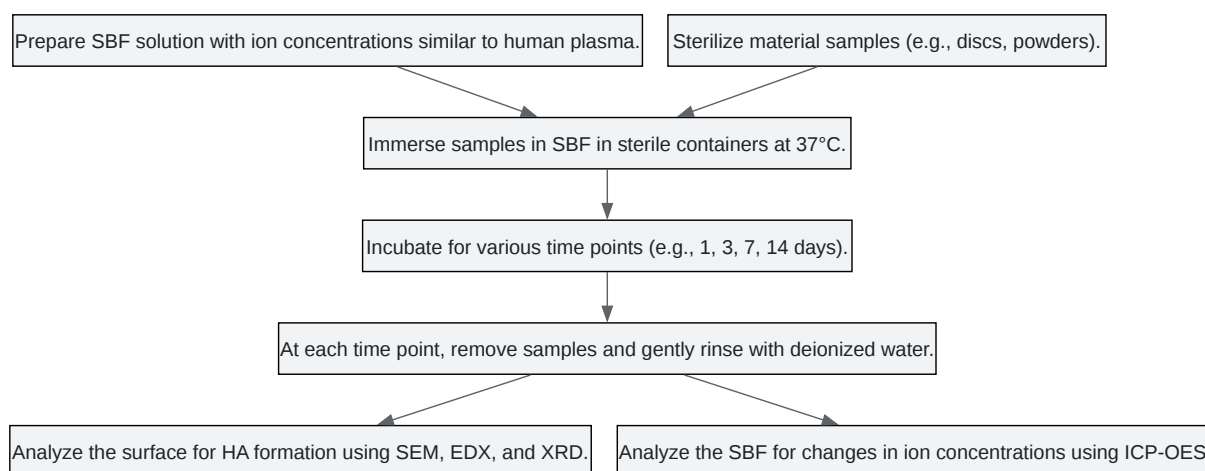 Prepare SBF solution with ion concentrations similar to human plasma.
Sterilize material samples (e.g., discs, powders).
Immerse samples in SBF in sterile containers at 37°C.
Incubate for various time points (e.g., 1, 3, 7, 14 days).
At each time point, remove samples and gently rinse with deionized water.
Analyze the surface for HA formation using SEM, EDX, and XRD.
Analyze the SBF for changes in ion concentrations using ICP-OES